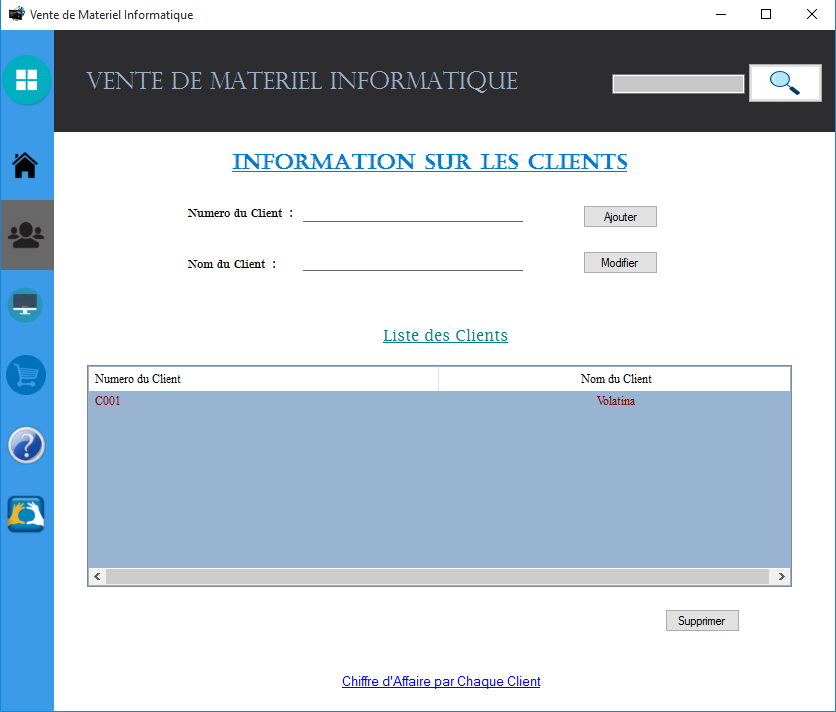 Vente de Materiel Informatique
VENTE DE MATERIEL INFORMATIQUE
INFORMATION SUR LES CLIENTS
Numero du Client :
Ajouter
Nom du Client :
Modifier
Liste des Clients
Numero du Client Nom du Client
C001 Volatina
Supprimer
Chiffre d'Affaire par Chaque Client